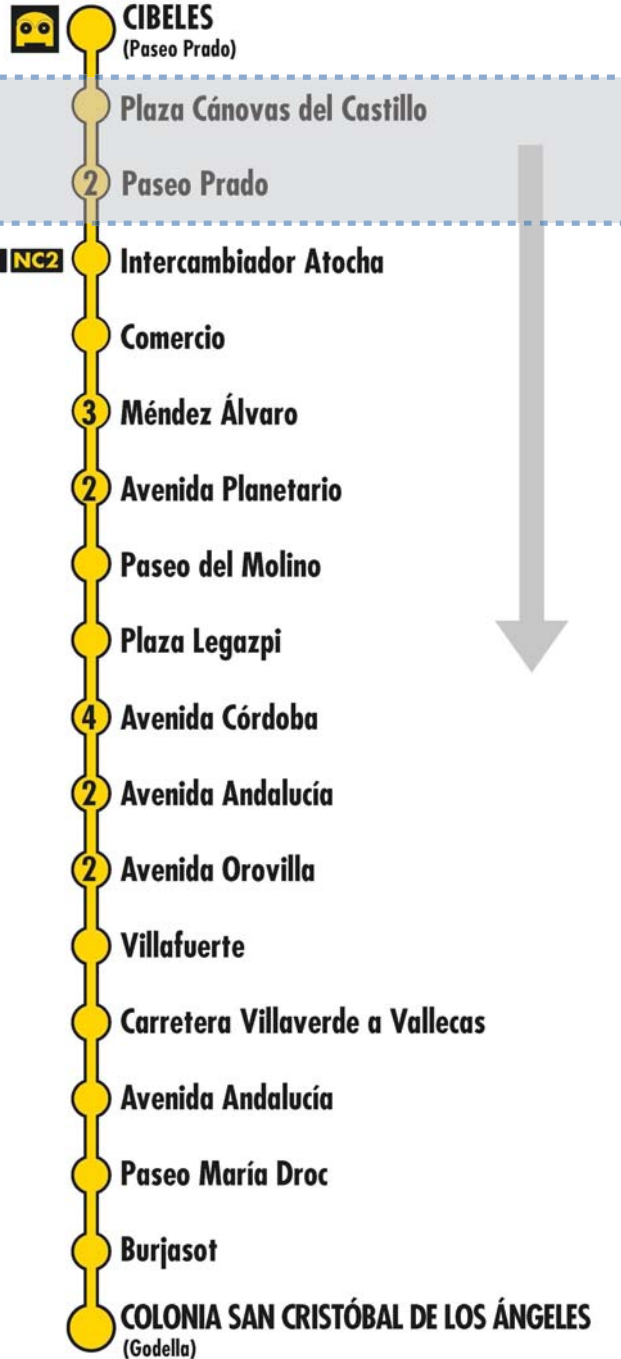 CIBELES
(Paseo Prado)
Plaza Cánovas del Castillo
2 Paseo Prado
NC2 Intercambiador Atocha
Comercio
3 Méndez Álvaro
2 Avenida Planetario
Paseo del Molino
Plaza Legazpi
4 Avenida Córdoba
2 Avenida Andalucía
2 Avenida Orovilla
Villafuerte
Carretera Villaverde a Vallecas
Avenida Andalucía
Paseo María Droc
Burjasot
COLONIA SAN CRISTÓBAL DE LOS ÁNGELES
(Godella)